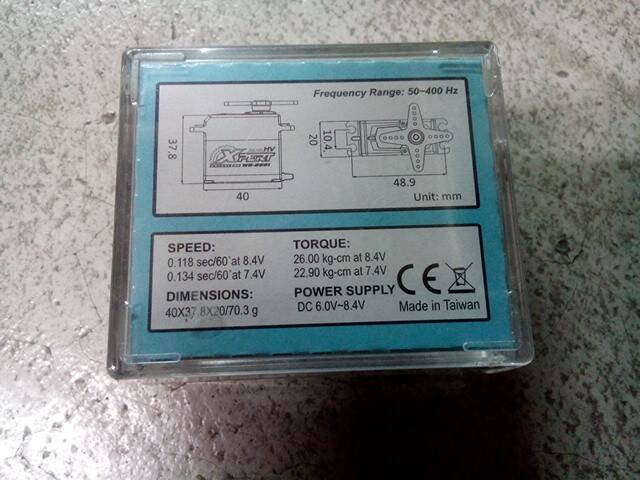 Frequency Range: 50~400 Hz
HV
XPERT
37.8
40
10.4
20
48.9
Unit: mm
SPEED:
0.118 sec/60°at 8.4V
0.134 sec/60°at 7.4V
DIMENSIONS:
40X37.8X20/70.3 g
TORQUE:
26.00 kg-cm at 8.4V
22.90 kg-cm at 7.4V
POWER SUPPLY
DC 6.0V~8.4V
CE
Made in Taiwan